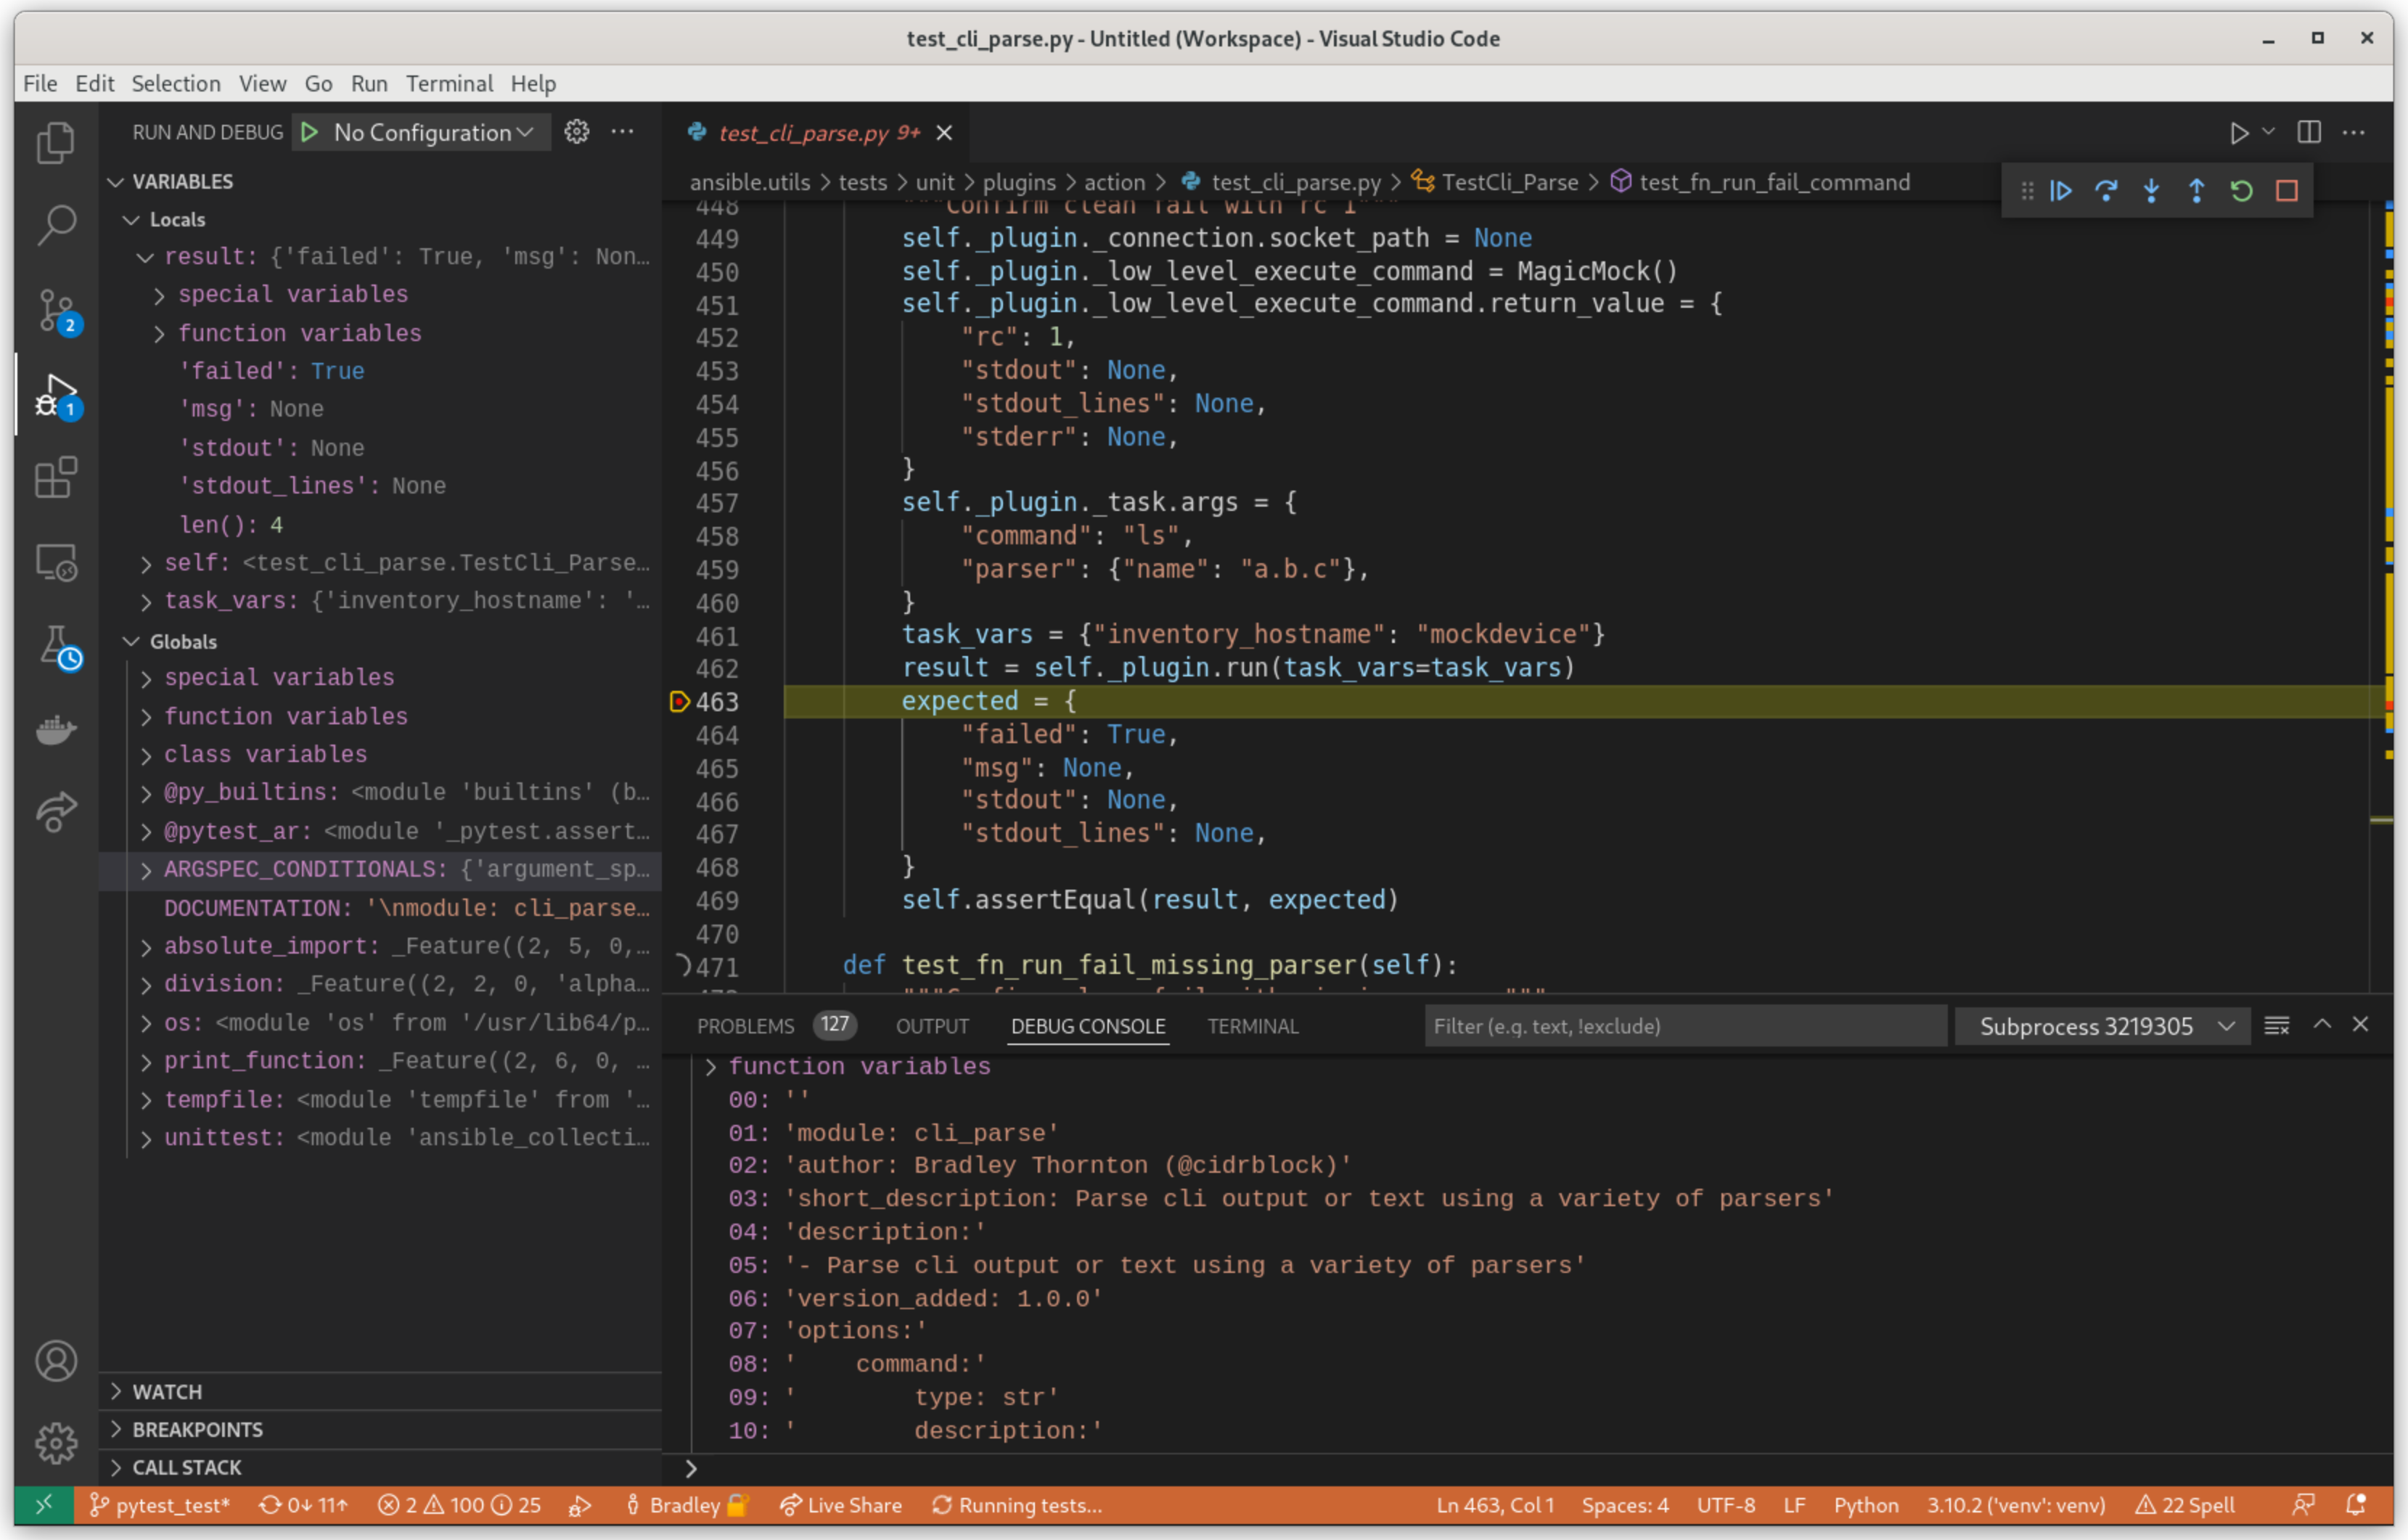 test_cli_parse.py - Untitled (Workspace) - Visual Studio Code
File Edit Selection View Go Run Terminal Help
RUN AND DEBUG No Configuration ...
VARIABLES
Locals
result: {'failed': True, 'msg': Non…
special variables
function variables
'failed': True
'msg': None
'stdout': None
'stdout_lines': None
len(): 4
self: <test_cli_parse.TestCli_Parse…
task_vars: {'inventory_hostname': '…
Globals
special variables
function variables
class variables
@py_builtins: <module 'builtins' (b…
@pytest_ar: <module '_pytest.assert…
ARGSPEC_CONDITIONALS: {'argument_sp…
DOCUMENTATION: '\nmodule: cli_parse…
absolute_import: _Feature((2, 5, 0,…
division: _Feature((2, 2, 0, 'alpha…
os: <module 'os' from '/usr/lib64/p…
print_function: _Feature((2, 6, 0, …
tempfile: <module 'tempfile' from '…
unittest: <module 'ansible_collecti…
WATCH
BREAKPOINTS
CALL STACK
2
1
test_cli_parse.py 9+
ansible.utils > tests > unit > plugins > action > test_cli_parse.py > TestCli_Parse > test_fn_run_fail_command
448 """Confirm clean fail with rc 1"""
449 self._plugin._connection.socket_path = None
450 self._plugin._low_level_execute_command = MagicMock()
451 self._plugin._low_level_execute_command.return_value = {
452 "rc": 1,
453 "stdout": None,
454 "stdout_lines": None,
455 "stderr": None,
456 }
457 self._plugin._task.args = {
458 "command": "ls",
459 "parser": {"name": "a.b.c"},
460 }
461 task_vars = {"inventory_hostname": "mockdevice"}
462 result = self._plugin.run(task_vars=task_vars)
463 expected = {
464 "failed": True,
465 "msg": None,
466 "stdout": None,
467 "stdout_lines": None,
468 }
469 self.assertEqual(result, expected)
470
471 def test_fn_run_fail_missing_parser(self):
PROBLEMS 127 OUTPUT DEBUG CONSOLE TERMINAL Filter (e.g. text, !exclude) Subprocess 3219305
function variables
00: ''
01: 'module: cli_parse'
02: 'author: Bradley Thornton (@cidrblock)'
03: 'short_description: Parse cli output or text using a variety of parsers'
04: 'description:'
05: '- Parse cli output or text using a variety of parsers'
06: 'version_added: 1.0.0'
07: 'options:'
08: '    command:'
09: '        type: str'
10: '        description:'
pytest_test* 0↓ 11↑ 2 100 25 Bradley Live Share Running tests... Ln 463, Col 1 Spaces: 4 UTF-8 LF Python 3.10.2 ('venv': venv) 22 Spell